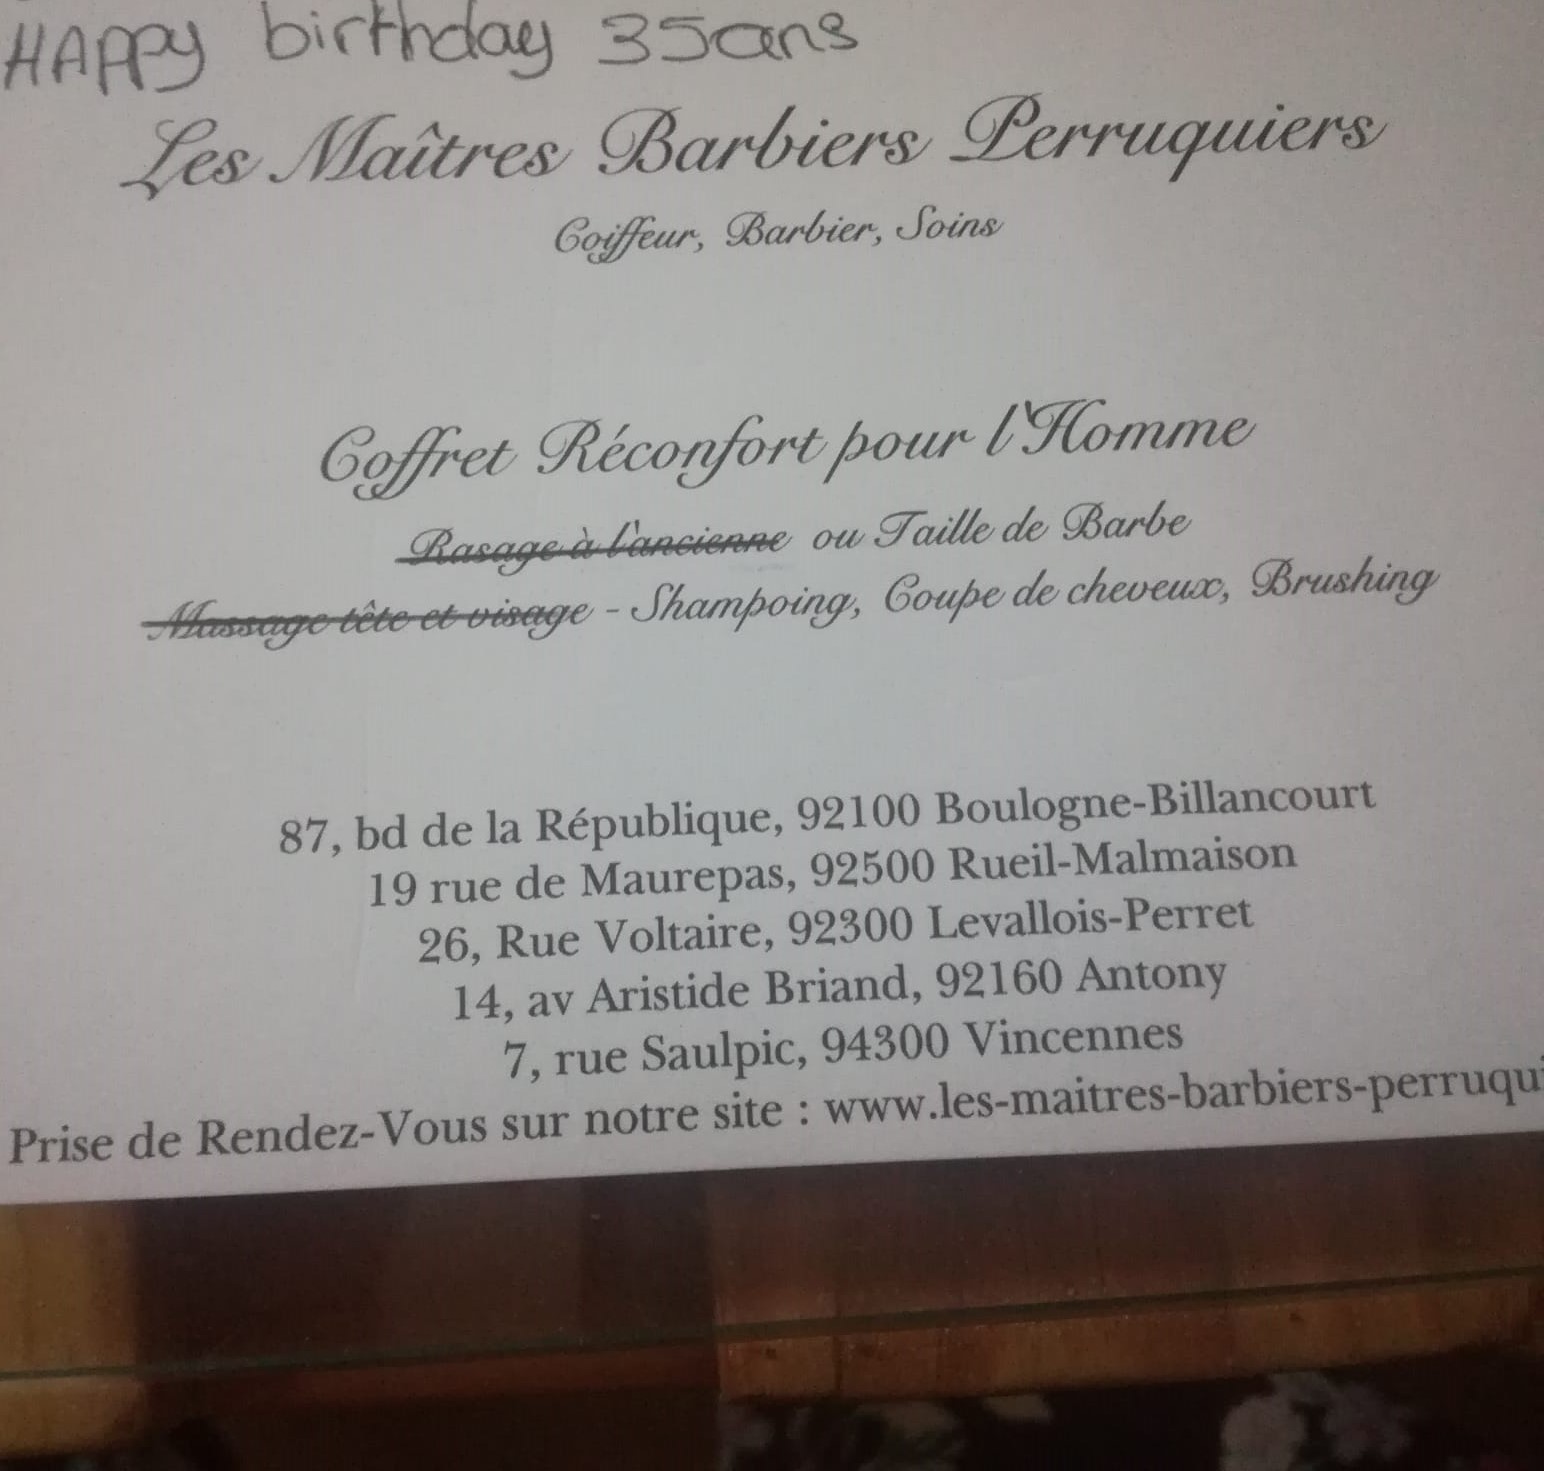 HAppy birthday 35ans
Les Maîtres Barbiers Perruquiers
Coiffeur, Barbier, Soins
Coffret Réconfort pour l'Homme
Rasage à l'ancienne ou Taille de Barbe
Massage tête et visage - Shampoing, Coupe de cheveux, Brushing
87, bd de la République, 92100 Boulogne-Billancourt
19 rue de Maurepas, 92500 Rueil-Malmaison
26, Rue Voltaire, 92300 Levallois-Perret
14, av Aristide Briand, 92160 Antony
7, rue Saulpic, 94300 Vincennes
Prise de Rendez-Vous sur notre site : www.les-maitres-barbiers-perruqui